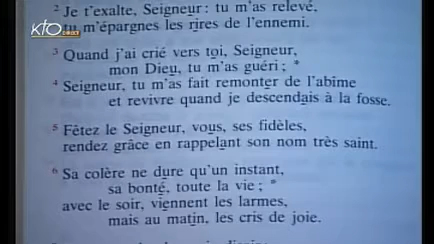 KTO
DIRECT
2 Je t'exalte, Seigneur : tu m'as relevé,
tu m'épargnes les rires de l'ennemi.
3 Quand j'ai crié vers toi, Seigneur,
mon Dieu, tu m'as guéri ; *
4 Seigneur, tu m'as fait remonter de l'abîme
et revivre quand je descendais à la fosse.
5 Fêtez le Seigneur, vous, ses fidèles,
rendez grâce en rappelant son nom très saint.
6 Sa colère ne dure qu'un instant,
sa bonté, toute la vie ; *
avec le soir, viennent les larmes,
mais au matin, les cris de joie.